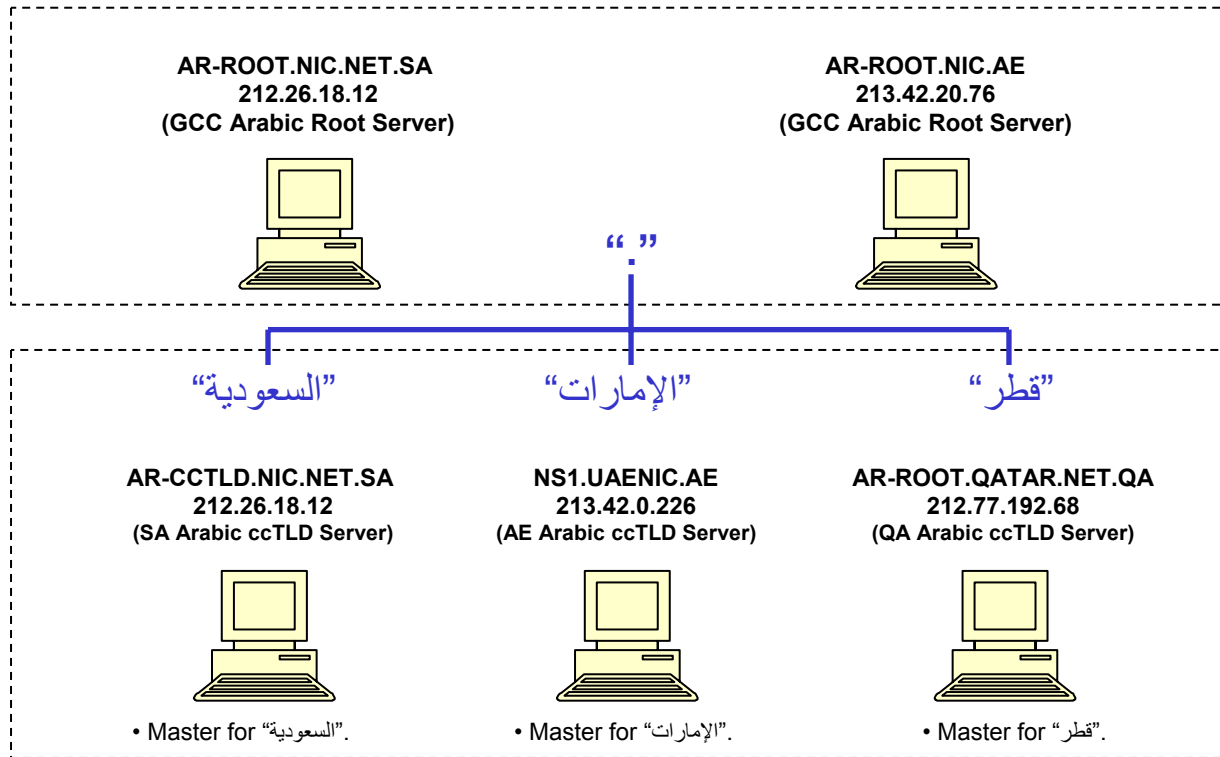 AR-ROOT.NIC.NET.SA
212.26.18.12
(GCC Arabic Root Server)
AR-ROOT.NIC.AE
213.42.20.76
(GCC Arabic Root Server)
“.”
“السعودية”
“الإمارات”
“قطر”
AR-CCTLD.NIC.NET.SA
212.26.18.12
(SA Arabic ccTLD Server)
NS1.UAENIC.AE
213.42.0.226
(AE Arabic ccTLD Server)
AR-ROOT.QATAR.NET.QA
212.77.192.68
(QA Arabic ccTLD Server)
• Master for “السعودية”.
• Master for “الإمارات”.
• Master for “قطر”.